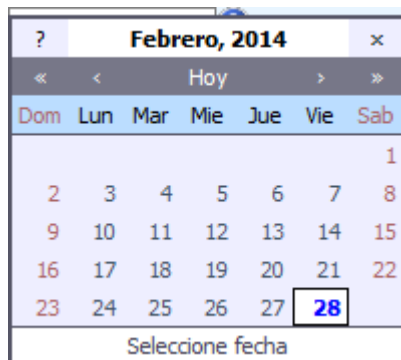 ? Febrero, 2014 ×
« ‹ Hoy › »
Dom Lun Mar Mie Jue Vie Sab
1
2 3 4 5 6 7 8
9 10 11 12 13 14 15
16 17 18 19 20 21 22
23 24 25 26 27 28
Seleccione fecha